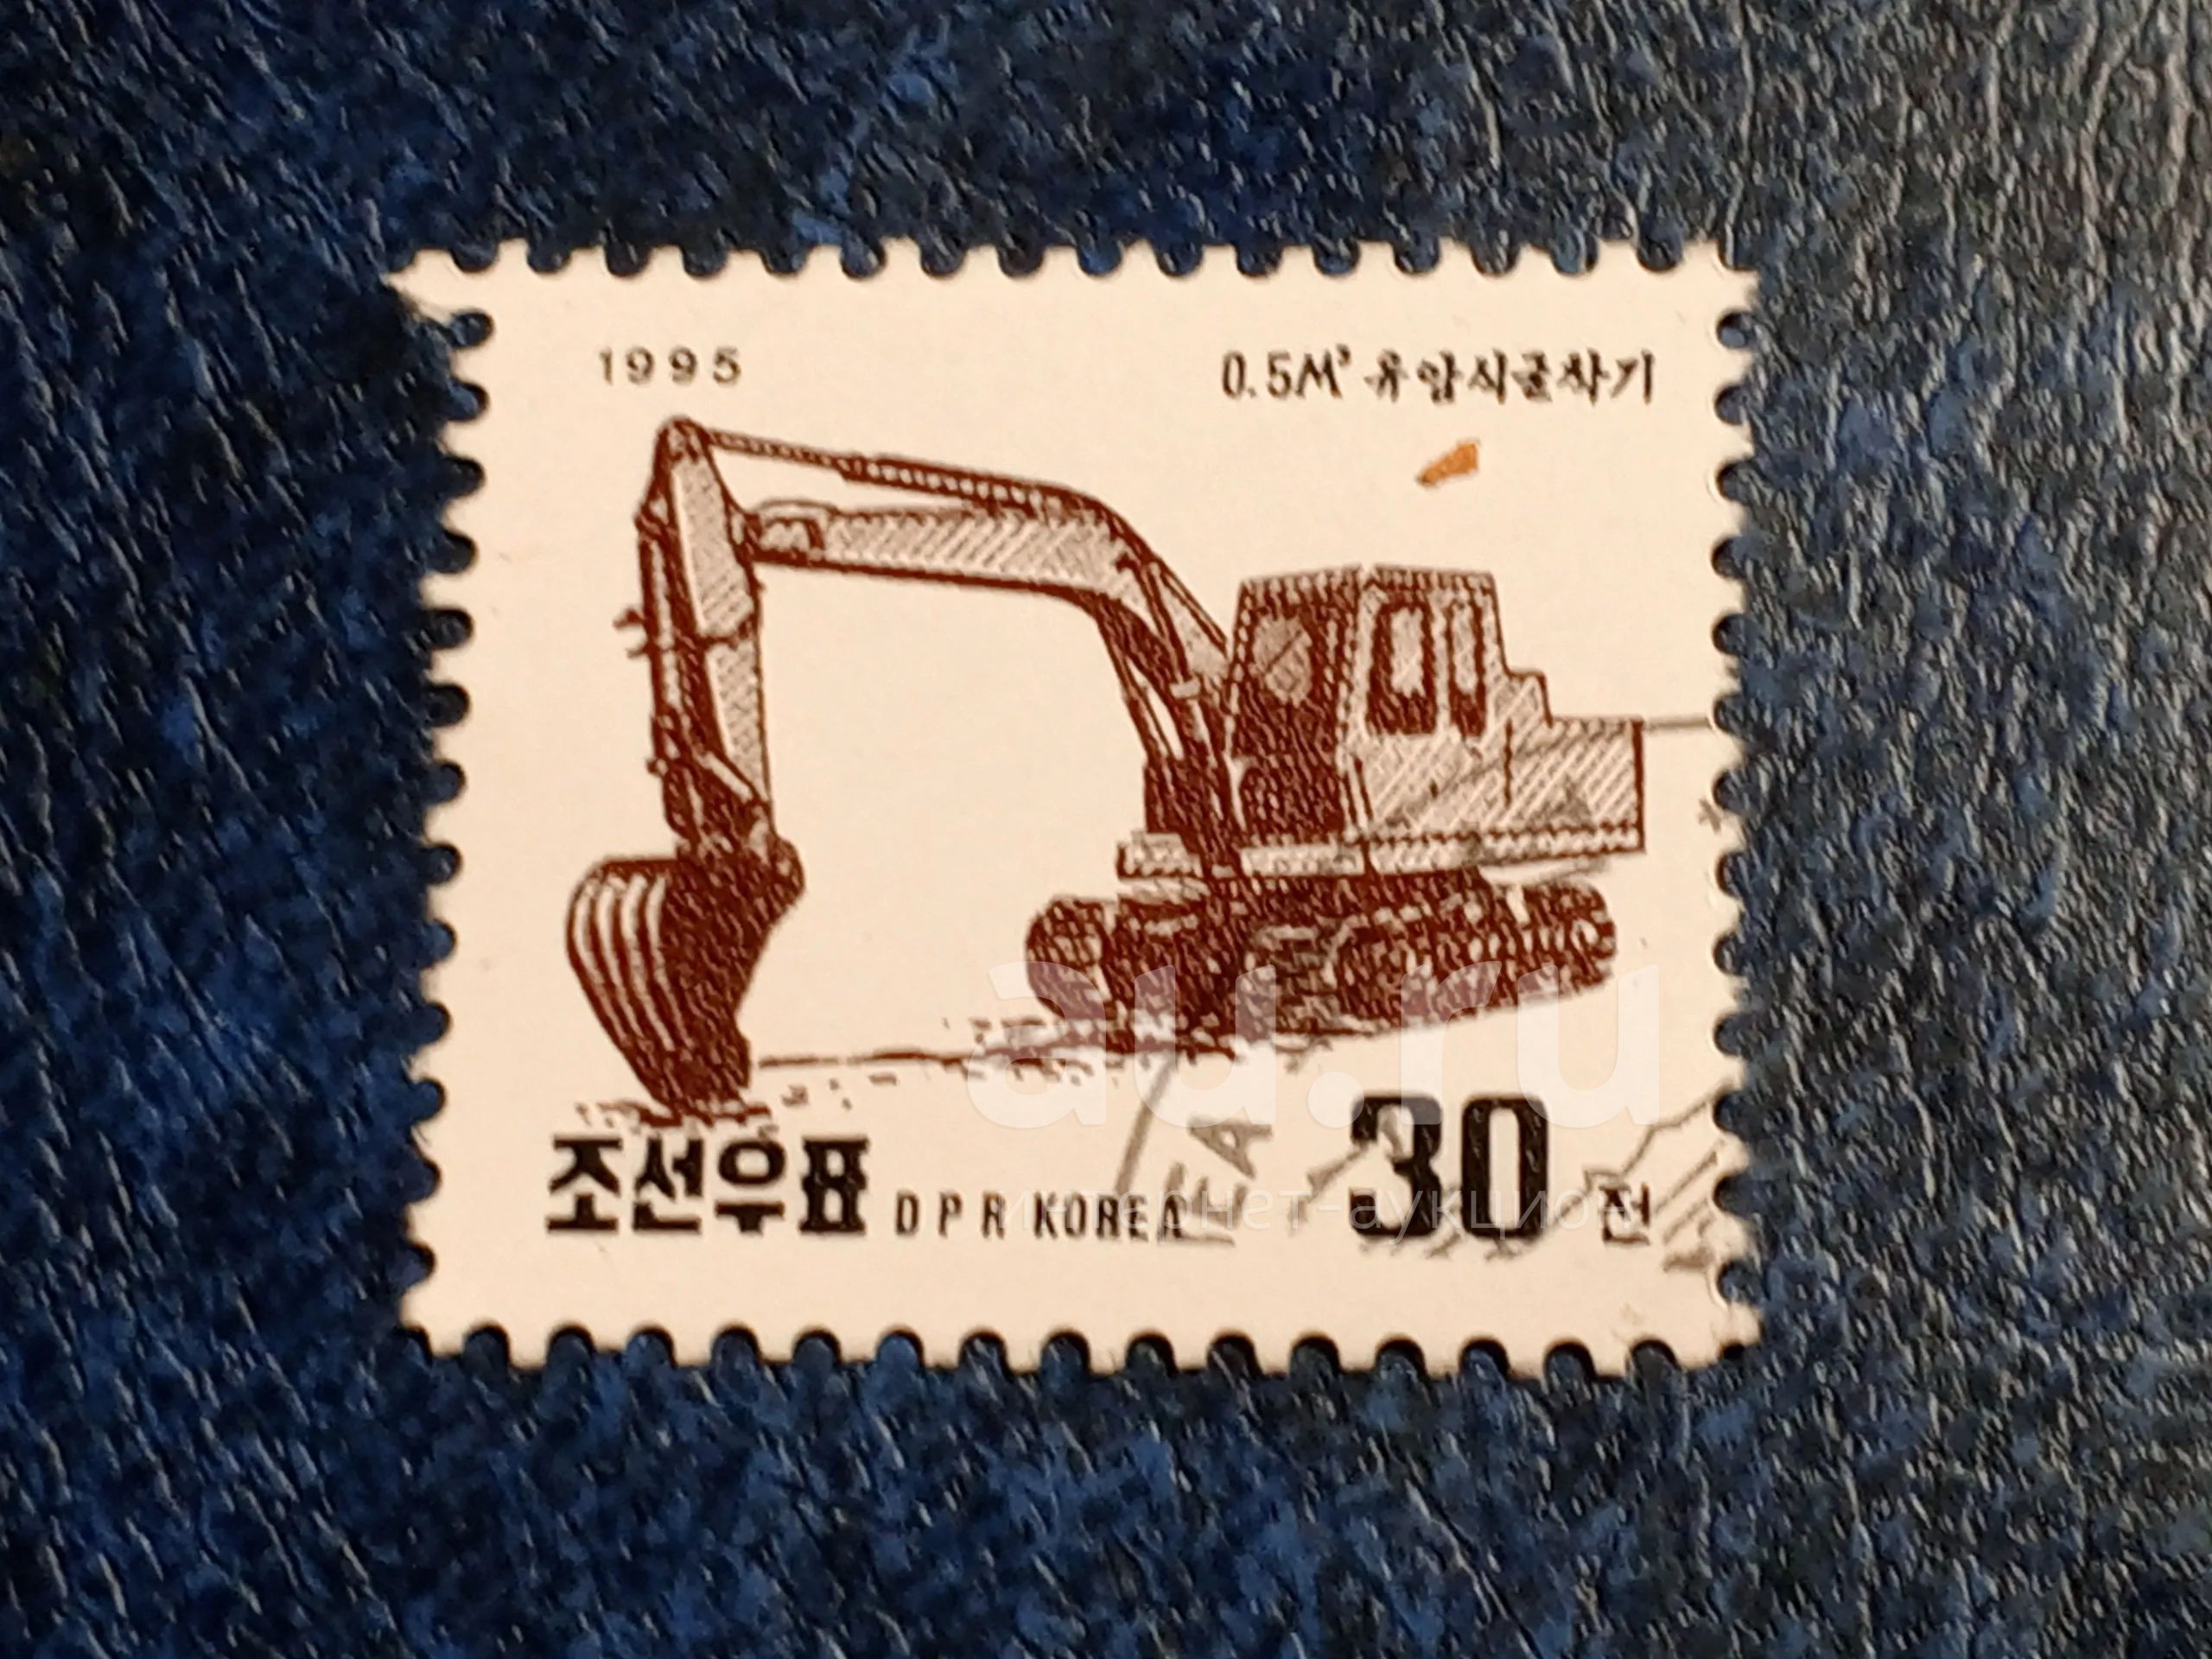 1995
0.5M³ 유압식굴착기
au.ru
조선우표 DPR KOREA 30 전
EA
интернет-аукцион